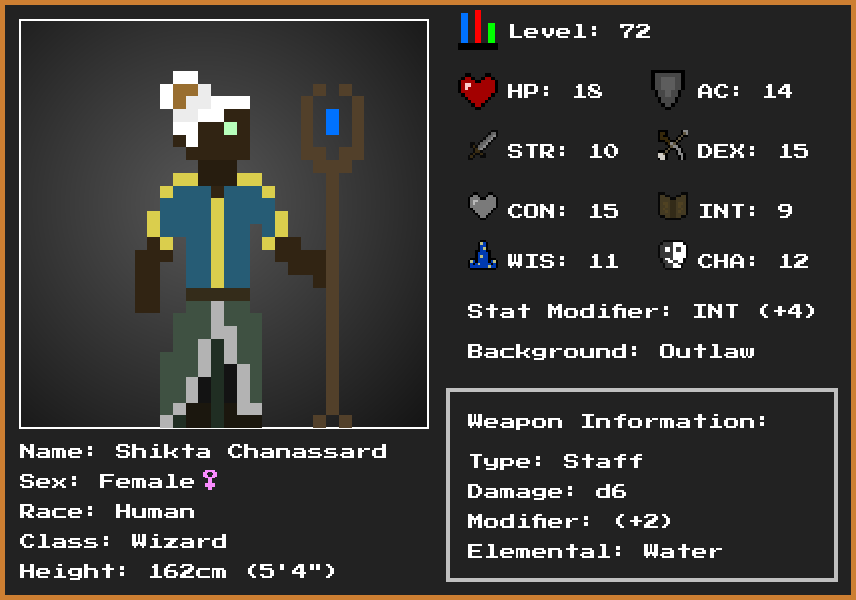 Level: 72
HP: 18 AC: 14
STR: 10 DEX: 15
CON: 15 INT: 9
WIS: 11 CHA: 12
Stat Modifier: INT (+4)
Background: Outlaw
Weapon Information:
Type: Staff
Damage: d6
Modifier: (+2)
Elemental: Water
Name: Shikta Chanassard
Sex: Female♀
Race: Human
Class: Wizard
Height: 162cm (5'4")